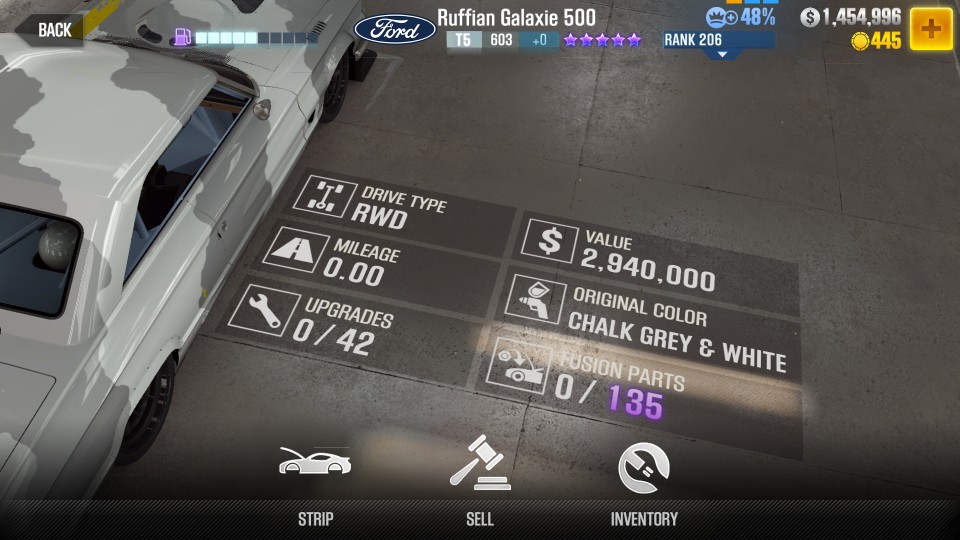 BACK
Ford
Ruffian Galaxie 500
T5 603 +0
RANK 206
48%
$ 1,454,996
445
DRIVE TYPE
RWD
MILEAGE
0.00
UPGRADES
0 / 42
$
VALUE
2,940,000
ORIGINAL COLOR
CHALK GREY & WHITE
FUSION PARTS
0 / 135
STRIP
SELL
INVENTORY